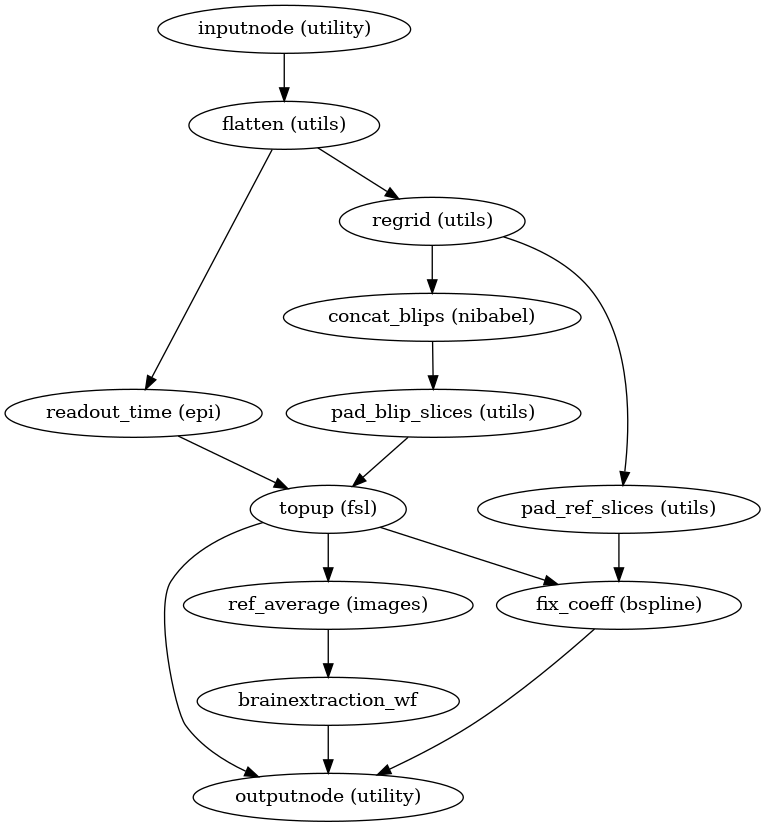 inputnode (utility)
flatten (utils)
regrid (utils)
concat_blips (nibabel)
readout_time (epi)
pad_blip_slices (utils)
topup (fsl)
pad_ref_slices (utils)
ref_average (images)
fix_coeff (bspline)
brainextraction_wf
outputnode (utility)